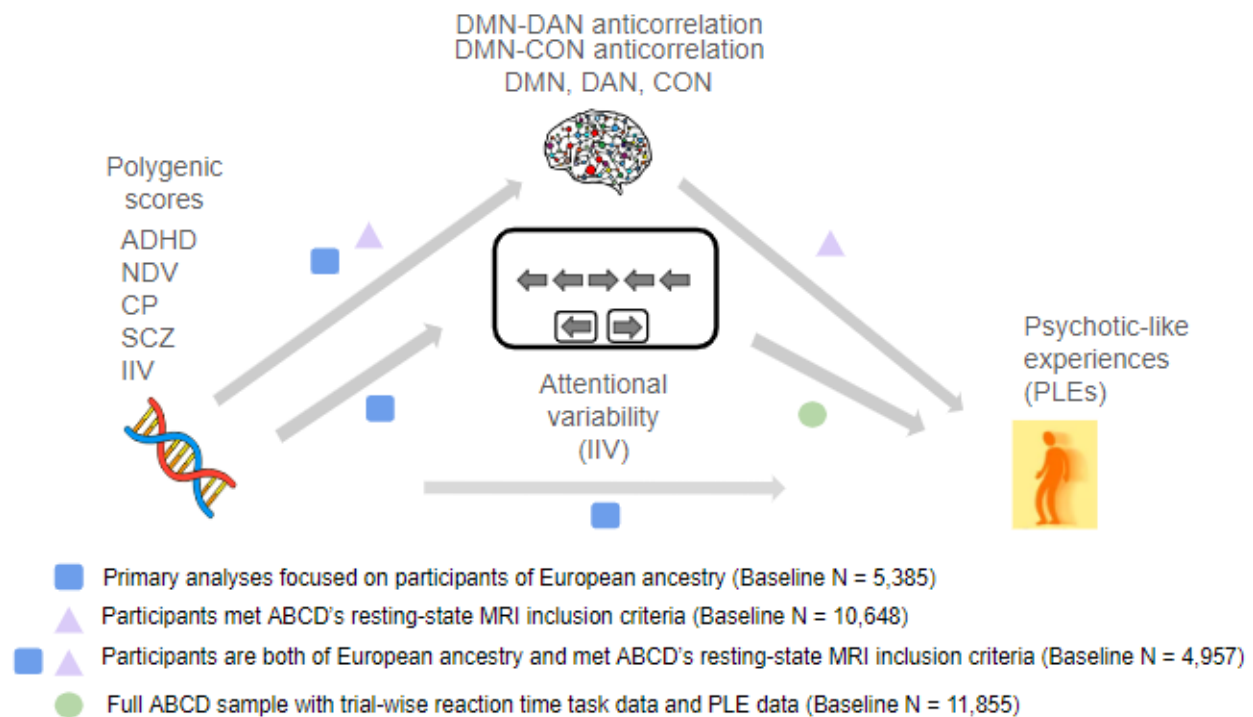 DMN-DAN anticorrelation
DMN-CON anticorrelation
DMN, DAN, CON
Polygenic
scores
ADHD
NDV
CP
SCZ
IIV
Attentional
variability
(IIV)
Psychotic-like
experiences
(PLEs)
Primary analyses focused on participants of European ancestry (Baseline N = 5,385)
Participants met ABCD's resting-state MRI inclusion criteria (Baseline N = 10,648)
Participants are both of European ancestry and met ABCD's resting-state MRI inclusion criteria (Baseline N = 4,957)
Full ABCD sample with trial-wise reaction time task data and PLE data (Baseline N = 11,855)